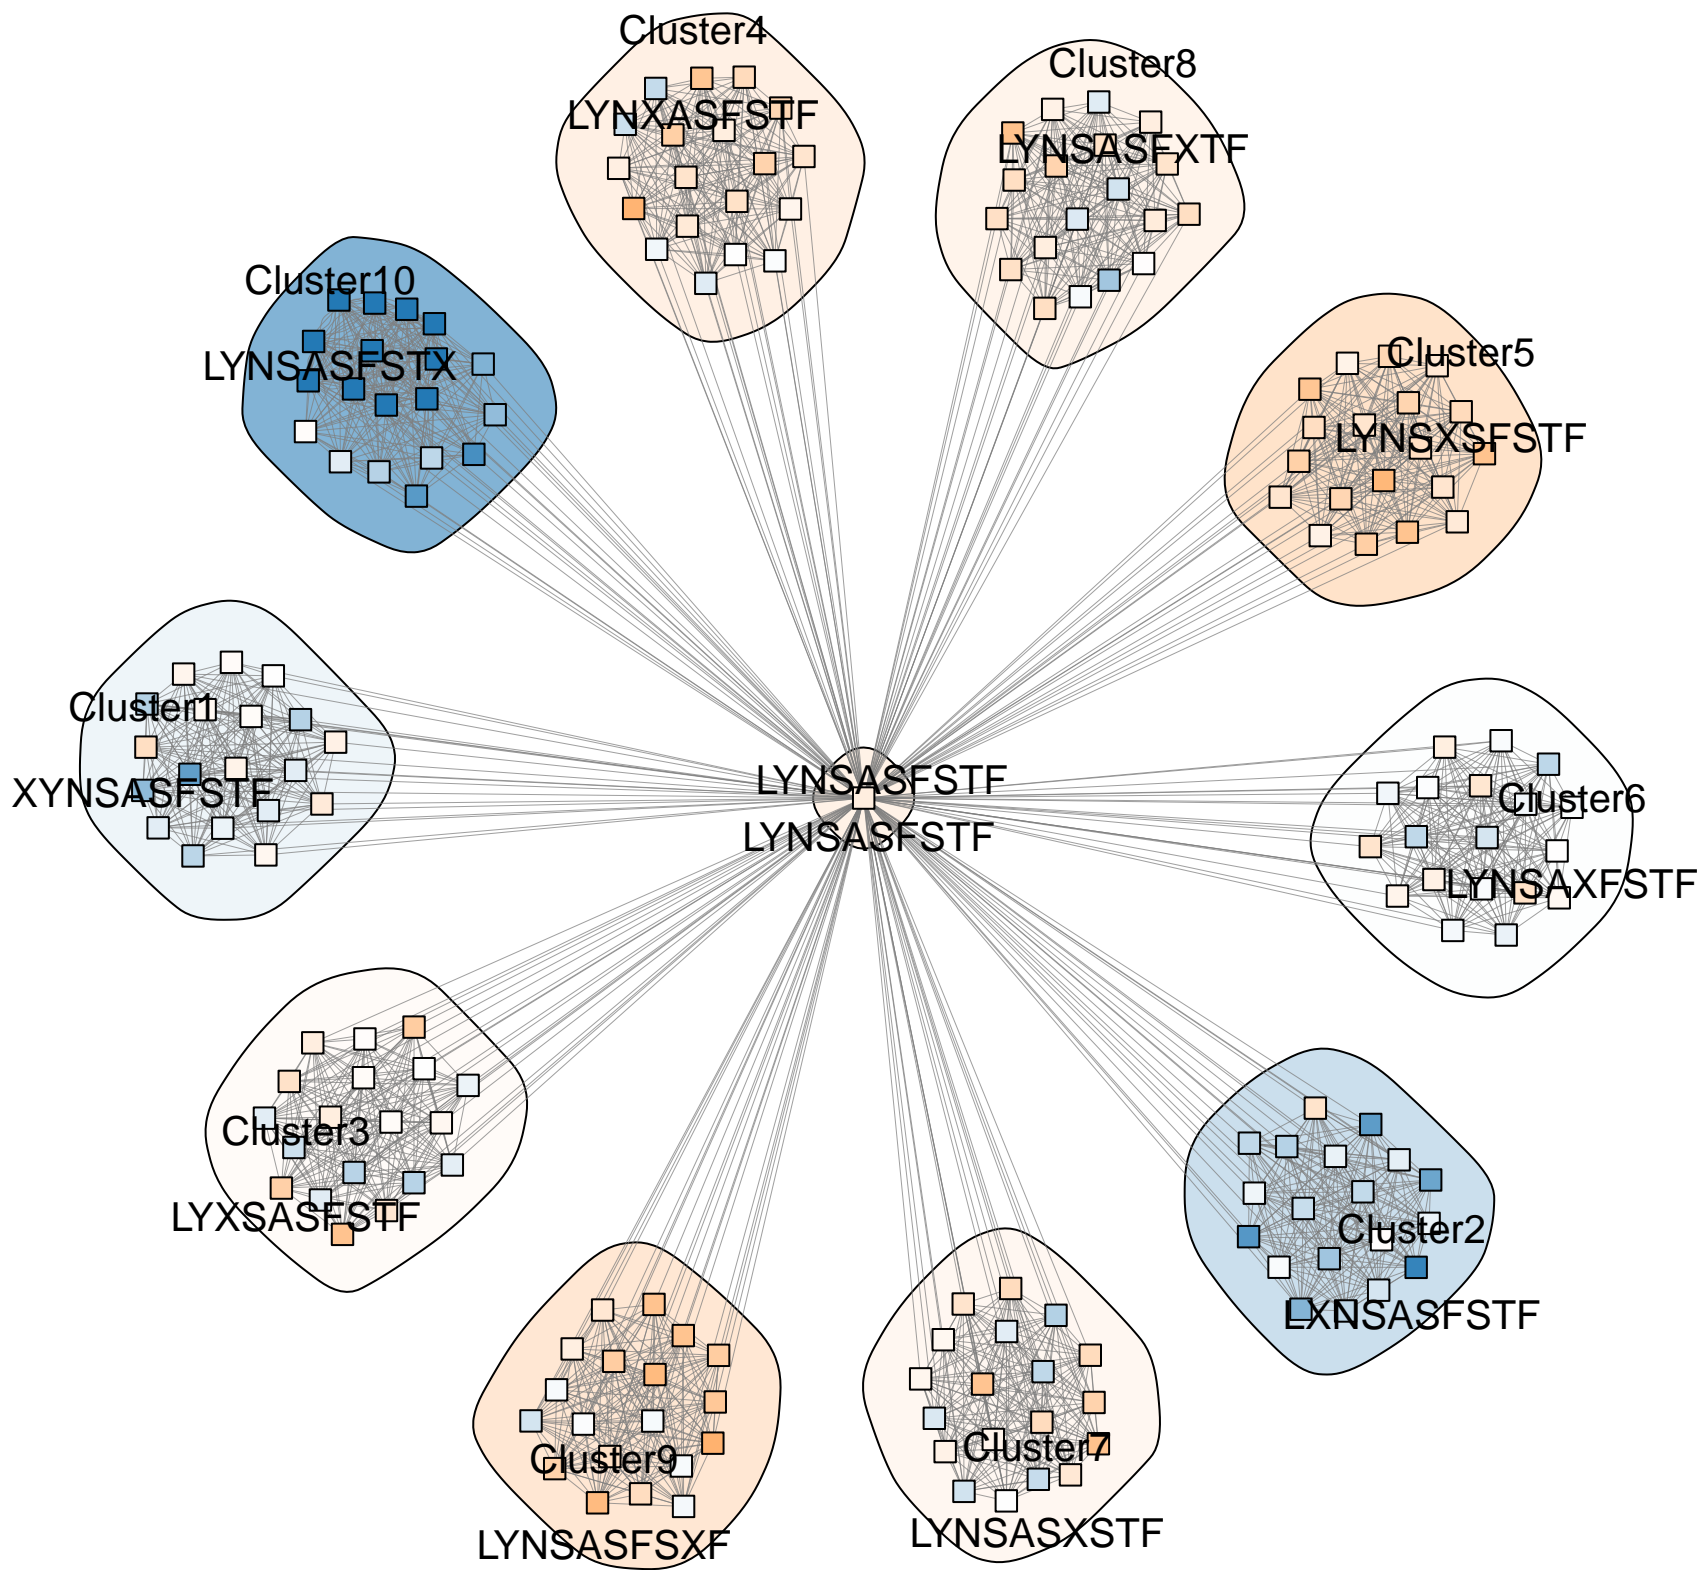 Cluster4
LYNXASFSTF
Cluster8
LYNSASFXTF
Cluster10
LYNSASFSTX
Cluster5
LYNSXSFSTF
Cluster1
XYNSASFSTF
LYNSASFSTF
LYNSASFSTF
Cluster6
LYNSAXFSTF
Cluster3
LYXSASFSTF
Cluster2
LXNSASFSTF
Cluster9
LYNSASFSXF
Cluster7
LYNSASXSTF